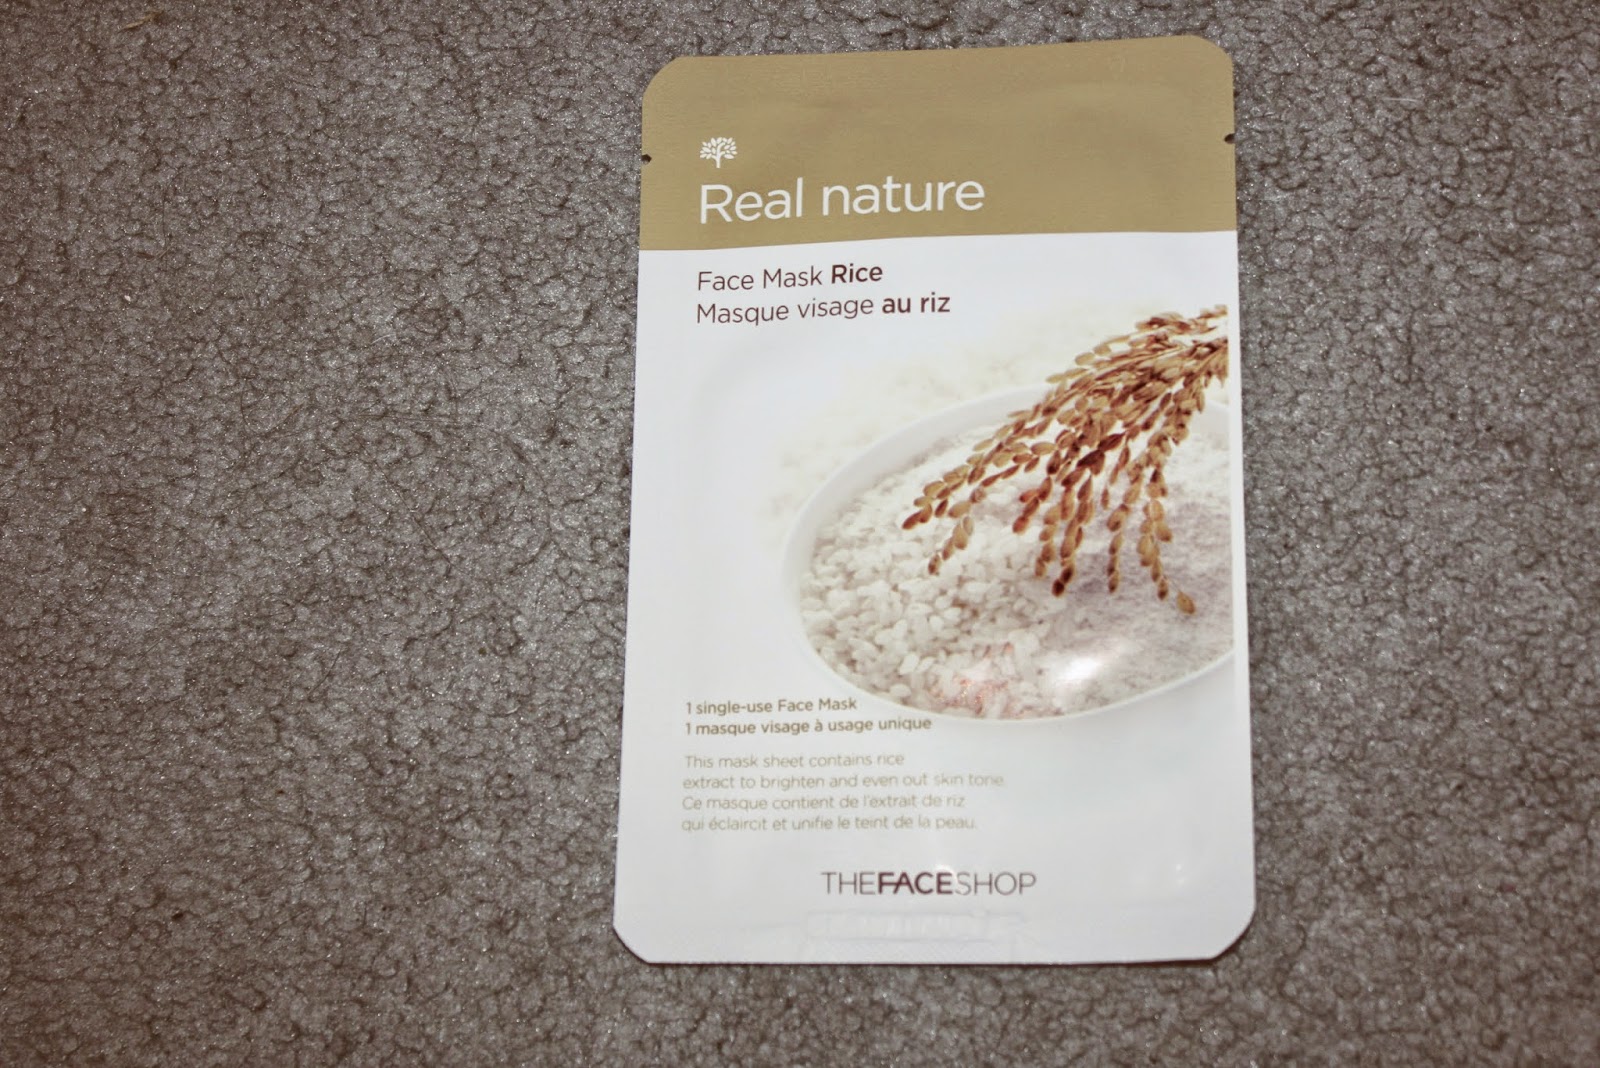 Real nature
Face Mask Rice
Masque visage au riz
1 single-use Face Mask
1 masque visage à usage unique
This mask sheet contains rice
extract to brighten and even out skin tone.
Ce masque contient de l'extrait de riz
qui éclaircit et unifie le teint de la peau.
THEFACESHOP